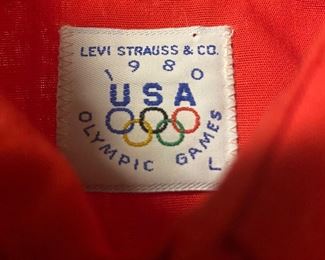 LEVI STRAUSS & CO.
1980
USA
OLYMPIC GAMES
L